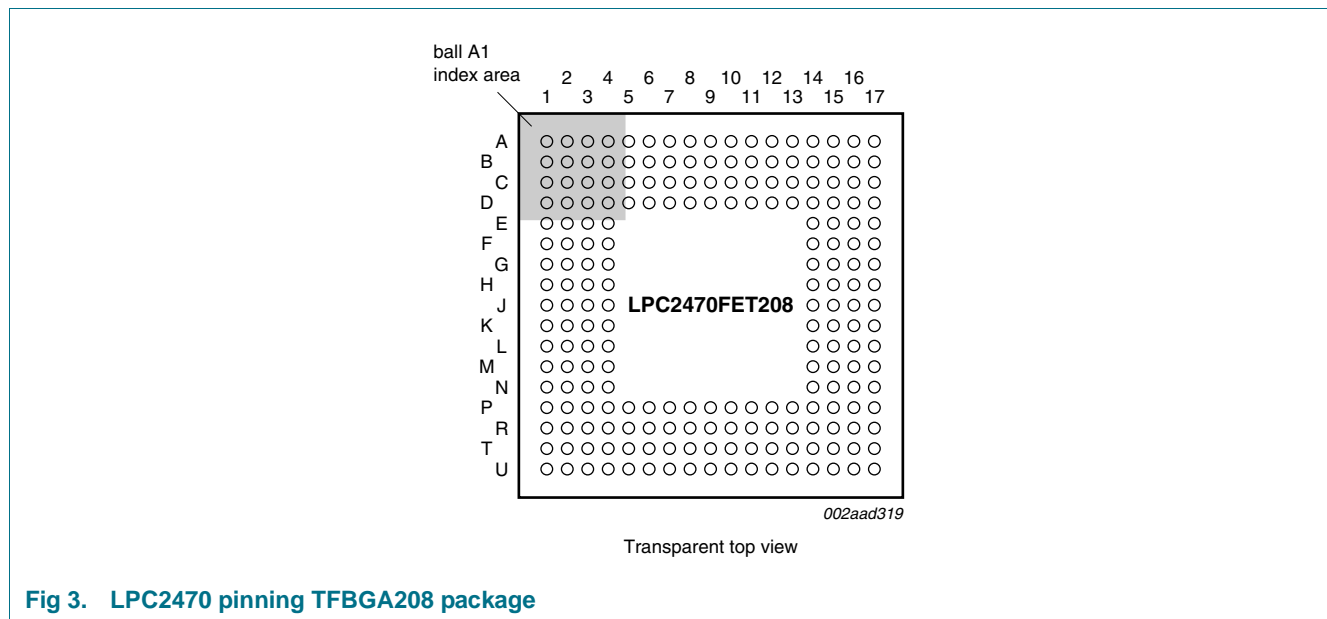 ball A1
index area
2 4 6 8 10 12 14 16
1 3 5 7 9 11 13 15 17
A
B
C
D
E
F
G
H
J
LPC2470FET208
K
L
M
N
P
R
T
U
002aad319
Transparent top view
Fig 3. LPC2470 pinning TFBGA208 package